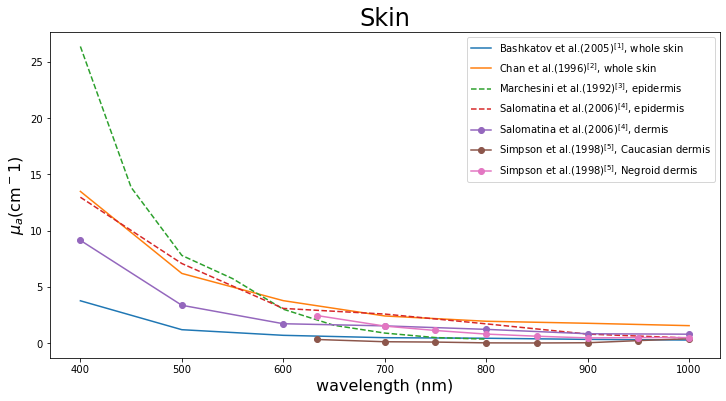 Skin
Bashkatov et al.(2005)[1], whole skin
Chan et al.(1996)[2], whole skin
Marchesini et al.(1992)[3], epidermis
Salomatina et al.(2006)[4], epidermis
Salomatina et al.(2006)[4], dermis
Simpson et al.(1998)[5], Caucasian dermis
Simpson et al.(1998)[5], Negroid dermis
μa(cm⁻1)
25
20
15
10
5
0
400 500 600 700 800 900 1000
wavelength (nm)